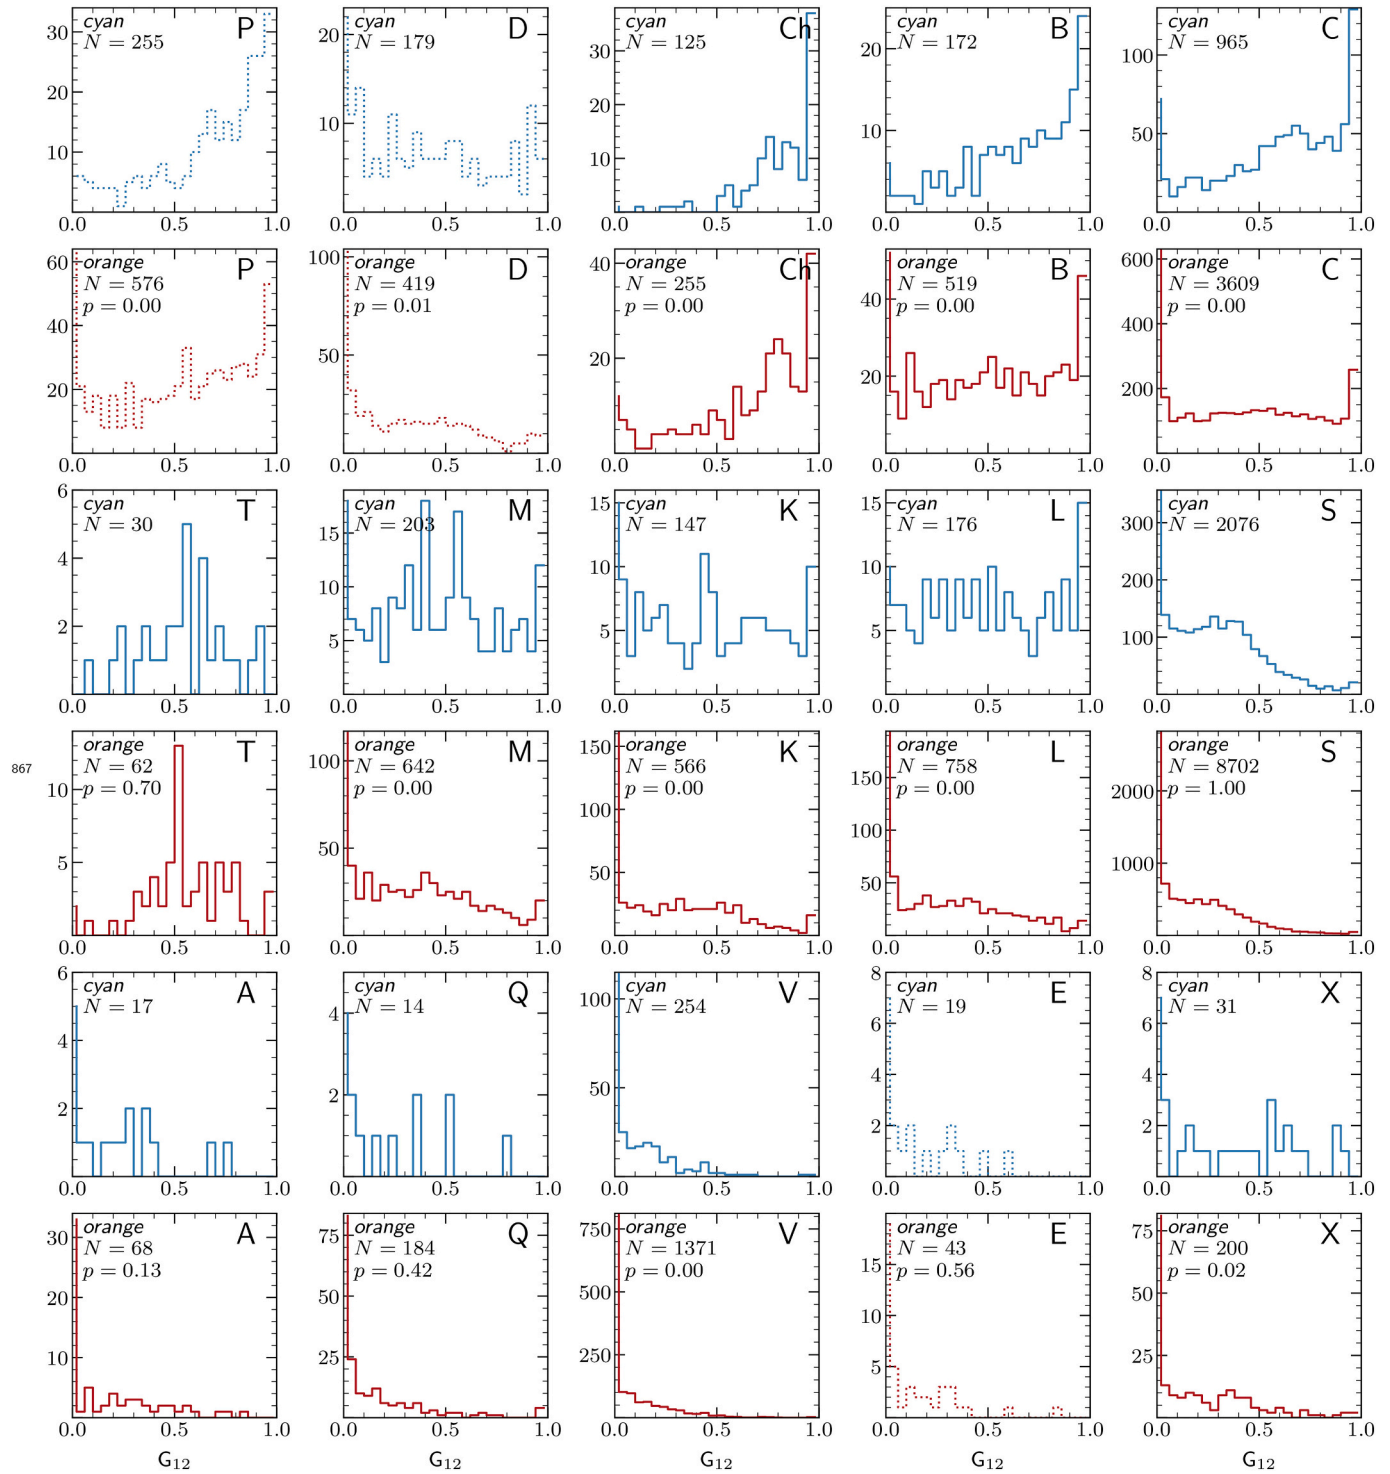 cyan P
N = 255
30
20
10
0.0 0.5 1.0
cyan D
N = 179
20
10
0.0 0.5 1.0
cyan Ch
N = 125
30
20
10
0.0 0.5 1.0
cyan B
N = 172
20
10
0
0.0 0.5 1.0
cyan C
N = 965
100
50
0.0 0.5 1.0
orange P
N = 576
p = 0.00
60
40
20
0.0 0.5 1.0
orange D
N = 419
p = 0.01
100
50
0.0 0.5 1.0
orange Ch
N = 255
p = 0.00
40
20
0.0 0.5 1.0
orange B
N = 519
p = 0.00
40
20
0.0 0.5 1.0
orange C
N = 3609
p = 0.00
600
400
200
0.0 0.5 1.0
cyan T
N = 30
6
4
2
0
0.0 0.5 1.0
cyan M
N = 203
15
10
5
0.0 0.5 1.0
cyan K
N = 147
15
10
5
0.0 0.5 1.0
cyan L
N = 176
15
10
5
0.0 0.5 1.0
cyan S
N = 2076
300
200
100
0.0 0.5 1.0
867
orange T
N = 62
p = 0.70
10
5
0.0 0.5 1.0
orange M
N = 642
p = 0.00
100
50
0.0 0.5 1.0
orange K
N = 566
p = 0.00
150
100
50
0.0 0.5 1.0
orange L
N = 758
p = 0.00
150
100
50
0.0 0.5 1.0
orange S
N = 8702
p = 1.00
2000
1000
0.0 0.5 1.0
cyan A
N = 17
6
4
2
0
0.0 0.5 1.0
cyan Q
N = 14
4
2
0
0.0 0.5 1.0
cyan V
N = 254
100
50
0.0 0.5 1.0
cyan E
N = 19
8
6
4
2
0
0.0 0.5 1.0
cyan X
N = 31
8
6
4
2
0
0.0 0.5 1.0
orange A
N = 68
p = 0.13
30
20
10
0.0 0.5 1.0
G12
orange Q
N = 184
p = 0.42
75
50
25
0.0 0.5 1.0
G12
orange V
N = 1371
p = 0.00
750
500
250
0.0 0.5 1.0
G12
orange E
N = 43
p = 0.56
15
10
5
0.0 0.5 1.0
G12
orange X
N = 200
p = 0.02
75
50
25
0.0 0.5 1.0
G12